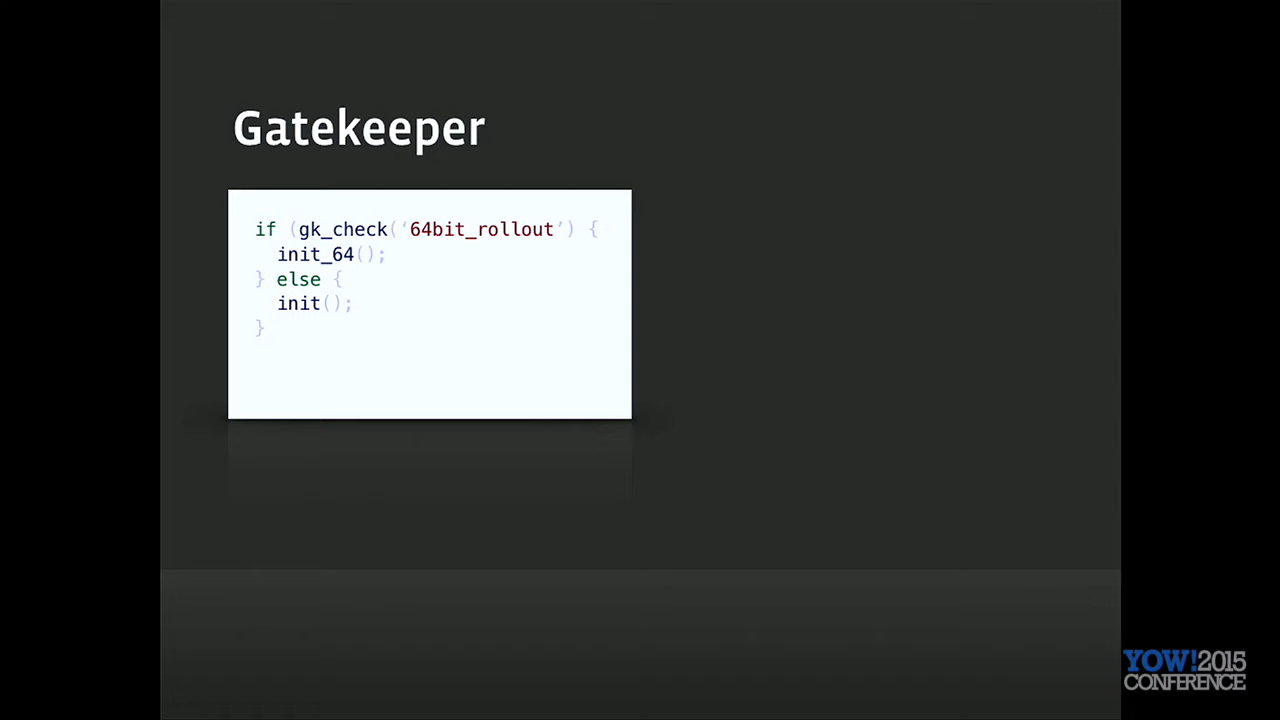 Gatekeeper
if (gk_check(‘64bit_rollout’) {
  init_64();
} else {
  init();
}
YOW! 2015
CONFERENCE